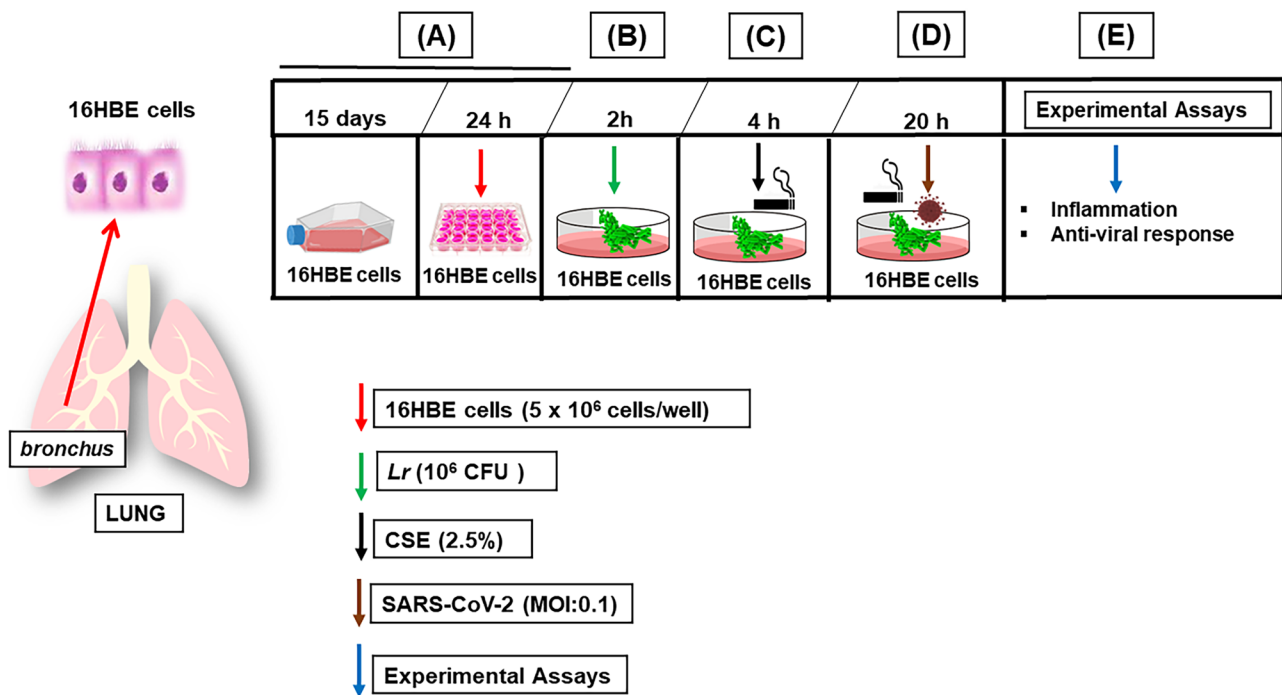 (A)
(B)
(C)
(D)
(E)
16HBE cells
15 days
24 h
2h
4 h
20 h
Experimental Assays
16HBE cells
16HBE cells
16HBE cells
16HBE cells
16HBE cells
▪ Inflammation
▪ Anti-viral response
bronchus
LUNG
16HBE cells (5 x 10⁶ cells/well)
Lr (10⁶ CFU )
CSE (2.5%)
SARS-CoV-2 (MOI:0.1)
Experimental Assays